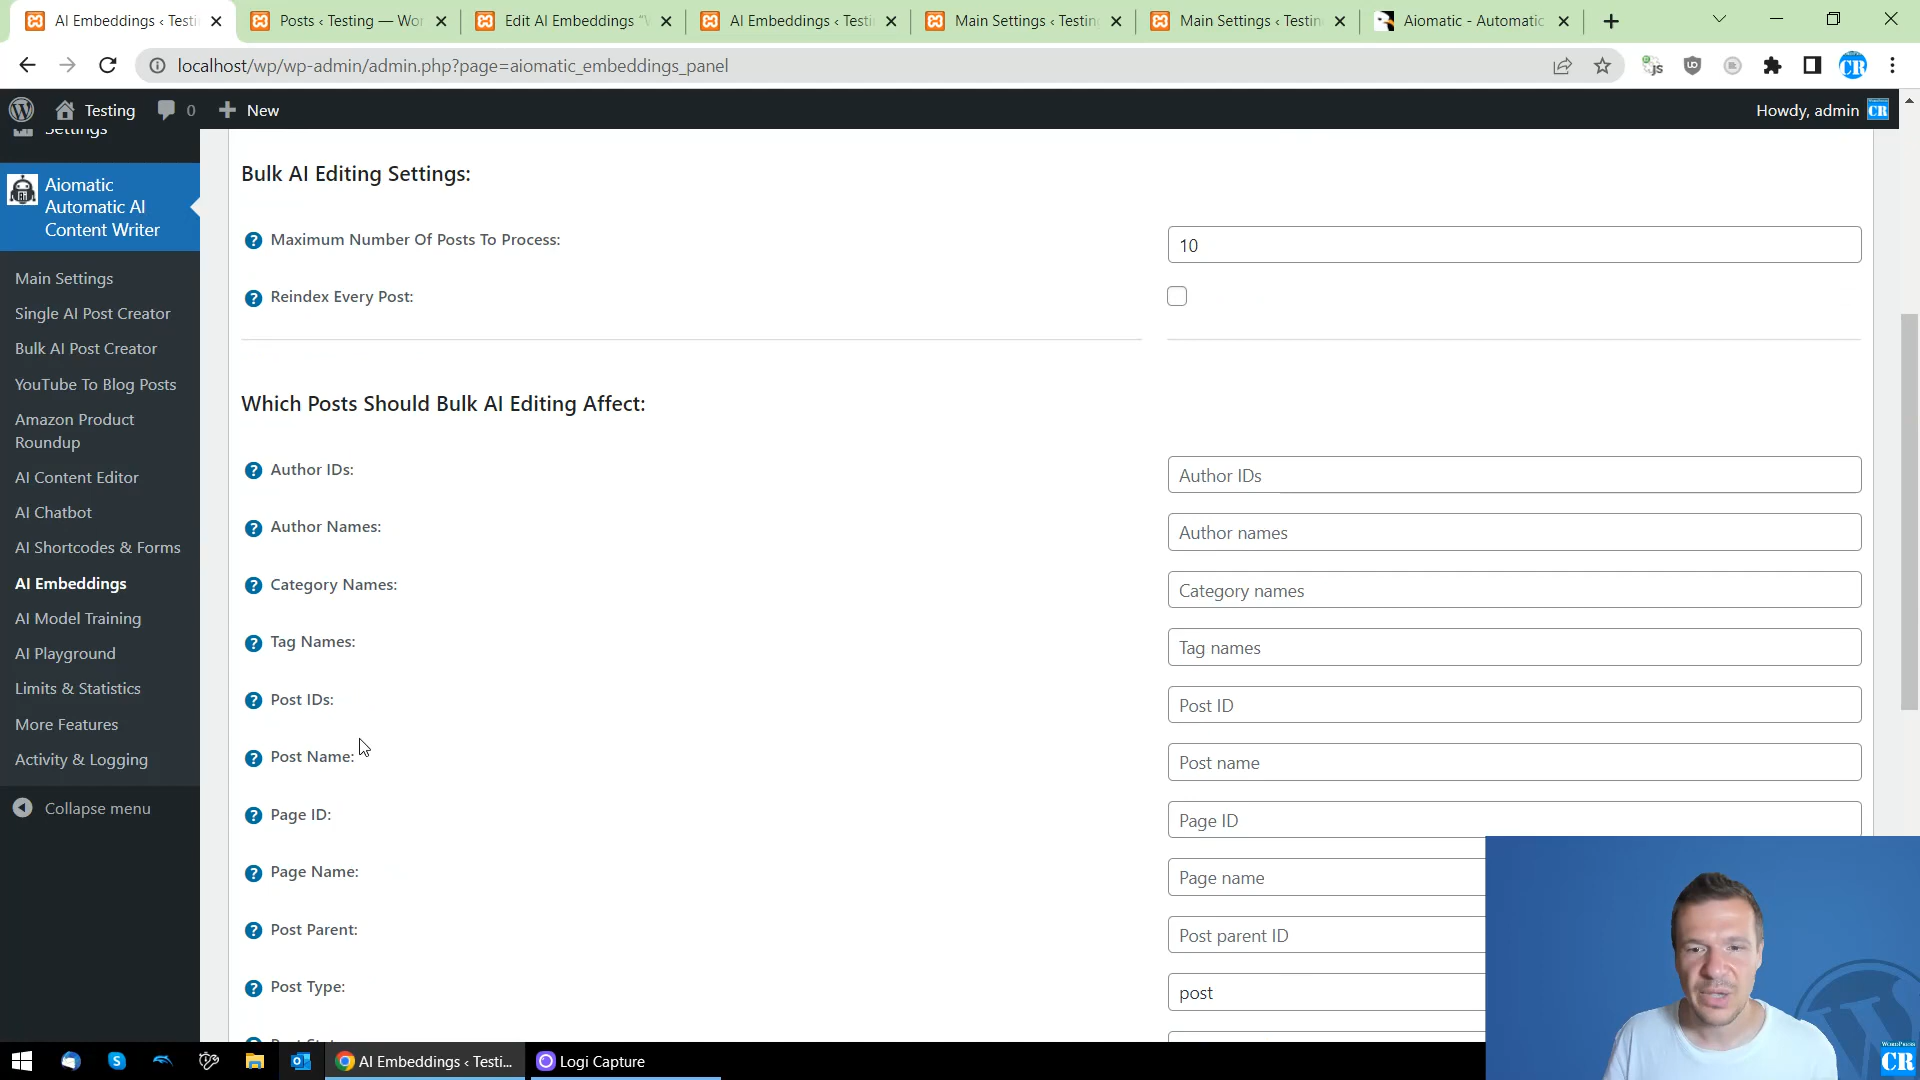 AI Embeddings ‹ Testi
Posts ‹ Testing — Wor
Edit AI Embeddings "
AI Embeddings ‹ Testi
Main Settings ‹ Testin
Main Settings ‹ Testin
Aiomatic - Automatic
localhost/wp/wp-admin/admin.php?page=aiomatic_embeddings_panel
Testing
0
New
Howdy, admin
CR
Settings
Aiomatic
Automatic AI
Content Writer
Main Settings
Single AI Post Creator
Bulk AI Post Creator
YouTube To Blog Posts
Amazon Product
Roundup
AI Content Editor
AI Chatbot
AI Shortcodes & Forms
AI Embeddings
AI Model Training
AI Playground
Limits & Statistics
More Features
Activity & Logging
Collapse menu
Bulk AI Editing Settings:
Maximum Number Of Posts To Process:
10
Reindex Every Post:
Which Posts Should Bulk AI Editing Affect:
Author IDs:
Author IDs
Author Names:
Author names
Category Names:
Category names
Tag Names:
Tag names
Post IDs:
Post ID
Post Name:
Post name
Page ID:
Page ID
Page Name:
Page name
Post Parent:
Post parent ID
Post Type:
post
AI Embeddings ‹ Testi...
Logi Capture
WORDPRESS
CR